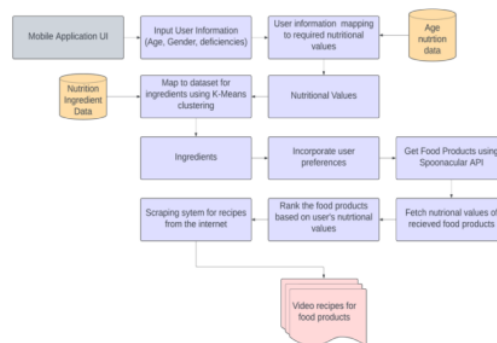 Mobile Application UI
Input User Information
(Age, Gender, deficiencies)
User information mapping
to required nutritional
values
Age
nutrtion
data
Nutrition
Ingredient
Data
Map to dataset for
ingredients using K-Means
clustering
Nutritional Values
Ingredients
Incorporate user
preferences
Get Food Products using
Spoonacular API
Scraping sytem for recipes
from the internet
Rank the food products
based on user's nutritional
values
Fetch nutrional values of
recieved food products
Video recipes for
food products